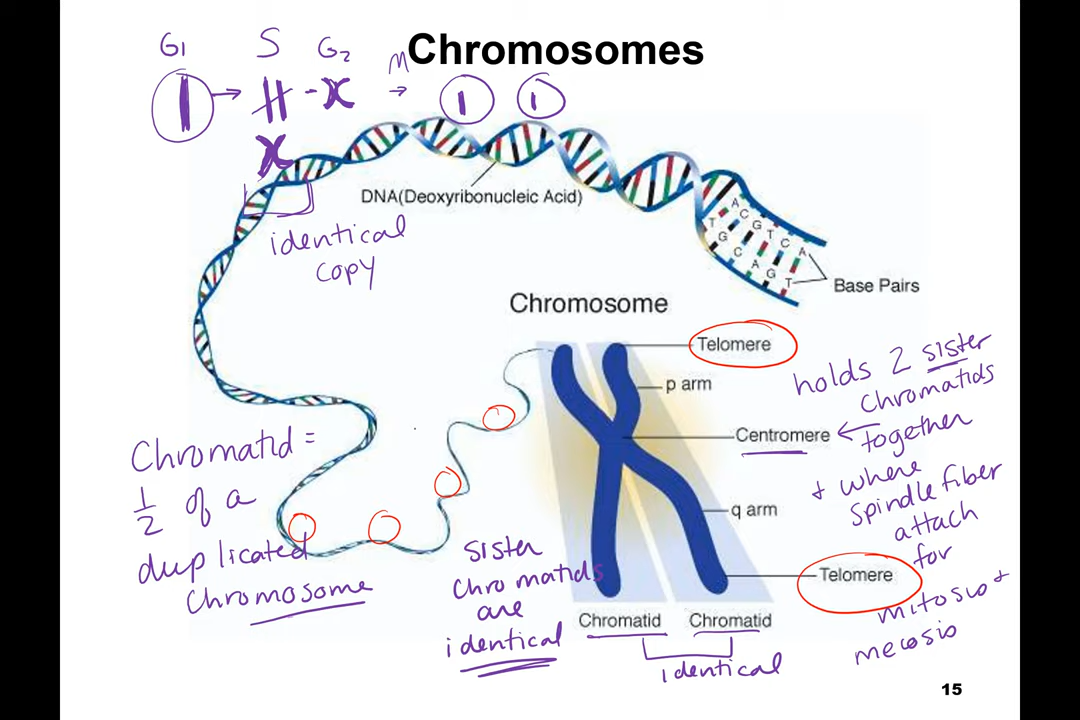 G1 S G2 M
Chromosomes
DNA(Deoxyribonucleic Acid)
identical
copy
A C G T C A
T G C A G T
Base Pairs
Chromosome
Telomere
p arm
Centromere
q arm
Telomere
holds 2 sister
Chromatids
together
+ where
spindle fiber
attach
for
mitosis +
meiosis
Chromatid =
1/2 of a
duplicated
Chromosome
Sister
Chromatids
are
identical
Chromatid Chromatid
identical
15